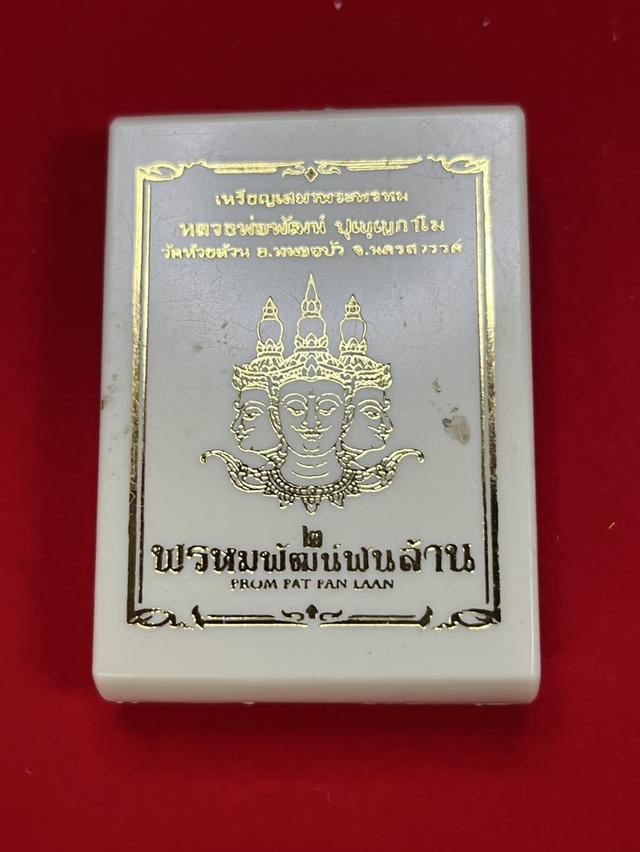 เหรียญเสมาพระพรหม
หลวงพ่อพัฒน์ ปุญฺญกาโม
วัดห้วยด้วน อ.หนองบัว จ.นครสวรรค์
๒
พรหมพัฒน์พันล้าน
PROM PAT PAN LAAN